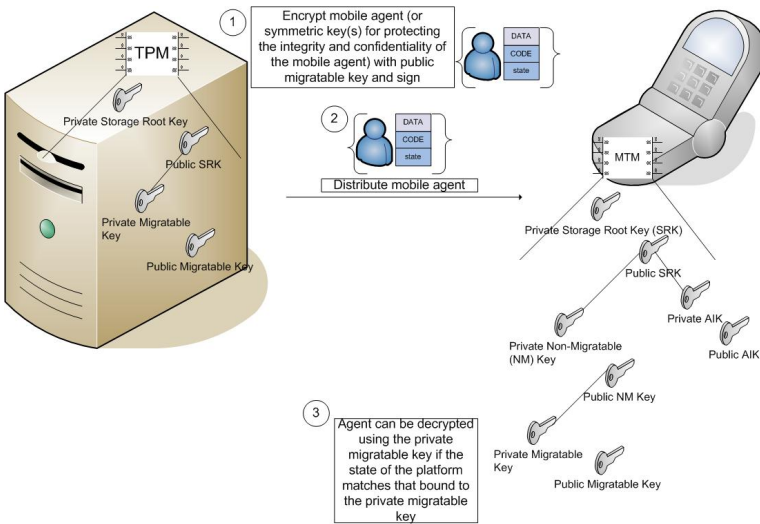 1
Encrypt mobile agent (or
symmetric key(s) for protecting
the integrity and confidentiality of
the mobile agent) with public
migratable key and sign
DATA
CODE
state
TPM
Private Storage Root Key
Public SRK
Private Migratable
Key
Public Migratable Key
2
DATA
CODE
state
Distribute mobile agent
MTM
Private Storage Root Key (SRK)
Public SRK
Private AIK
Public AIK
Private Non-Migratable
(NM) Key
Public NM Key
Private Migratable
Key
Public Migratable Key
3
Agent can be decrypted
using the private
migratable key if the
state of the platform
matches that bound to
the private migratable
key